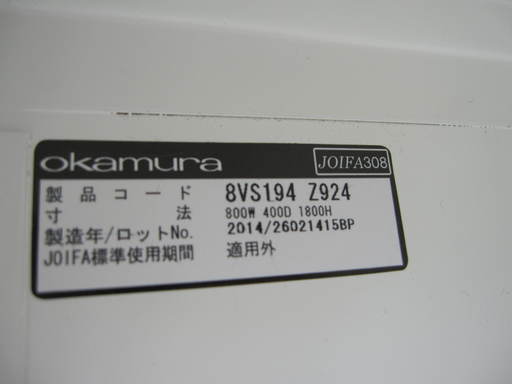 okamura JOIFA308
製品コード 8VS194 Z924
寸法 800W 400D 1800H
製造年/ロットNo. 2014/26021415BP
JOIFA標準使用期間 適用外